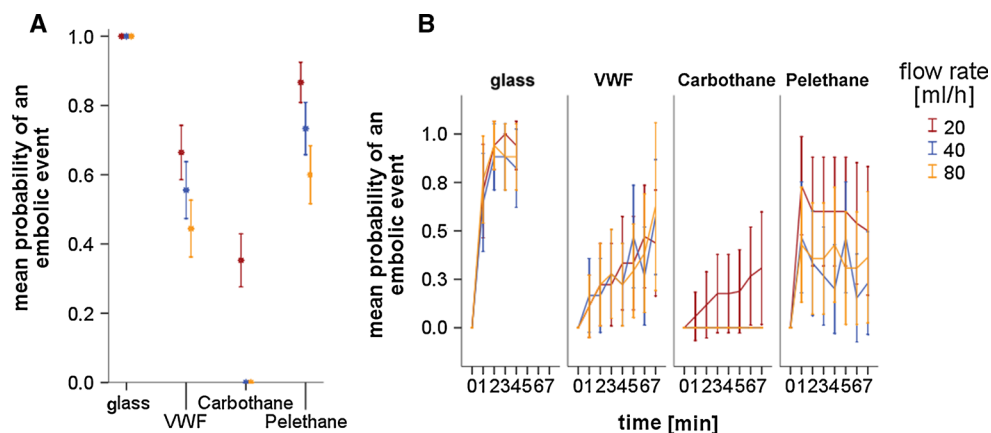 A
mean probability of an
embolic event
1.0
0.8
0.6
0.4
0.2
0.0
glass
VWF
Carbothane
Pelethane
B
mean probability of an
embolic event
1.0
0.8
0.5
0.3
0.0
glass
VWF
Carbothane
Pelethane
01234567
01234567
01234567
01234567
time [min]
flow rate
[ml/h]
20
40
80